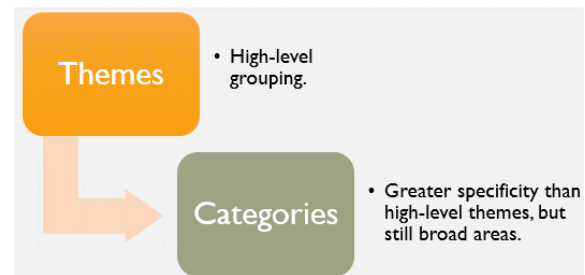 Themes
• High-level
grouping.
Categories
• Greater specificity than
high-level themes, but
still broad areas.